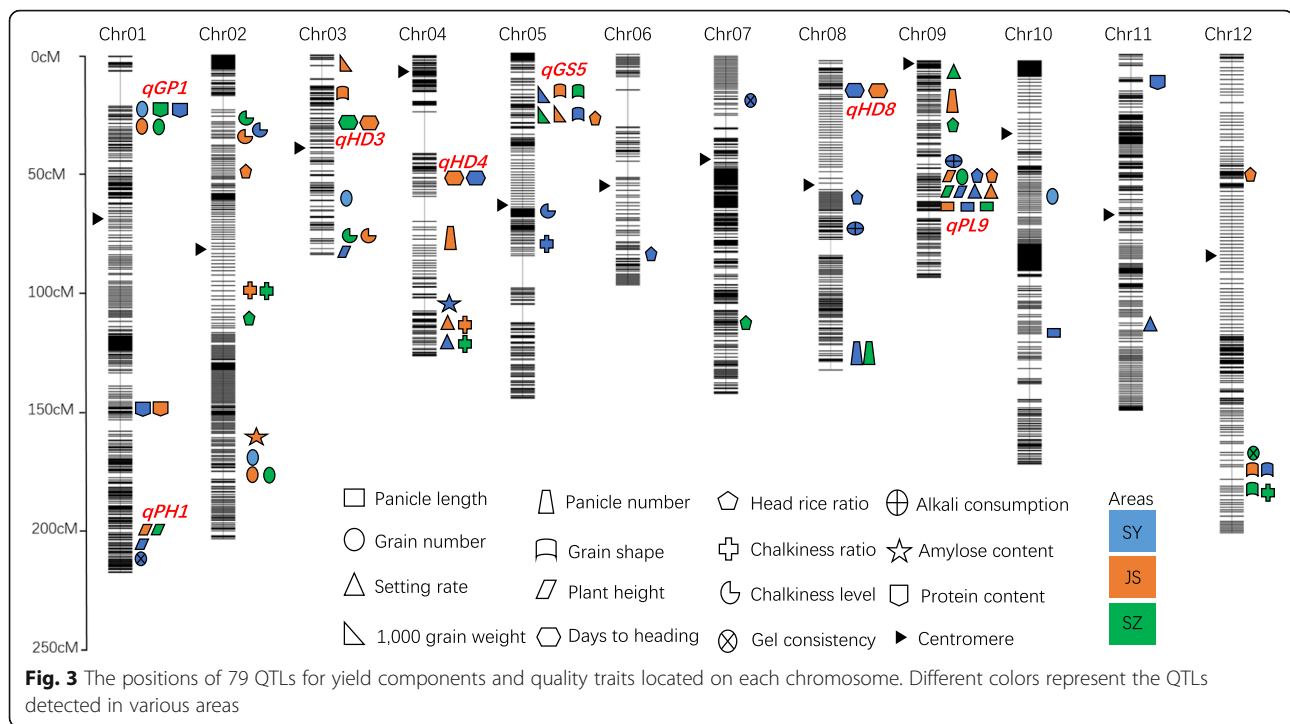 Chr01 Chr02 Chr03 Chr04 Chr05 Chr06 Chr07 Chr08 Chr09 Chr10 Chr11 Chr12
0cM
qGP1
qGS5
qHD8
qHD3
qHD4
50cM
qPL9
100cM
150cM
qPH1
200cM
250cM
Panicle length
Panicle number
Head rice ratio
Alkali consumption
Grain number
Grain shape
Chalkiness ratio
Amylose content
Setting rate
Plant height
Chalkiness level
Protein content
1,000 grain weight
Days to heading
Gel consistency
Centromere
Areas
SY
JS
SZ
Fig. 3 The positions of 79 QTLs for yield components and quality traits located on each chromosome. Different colors represent the QTLs
detected in various areas